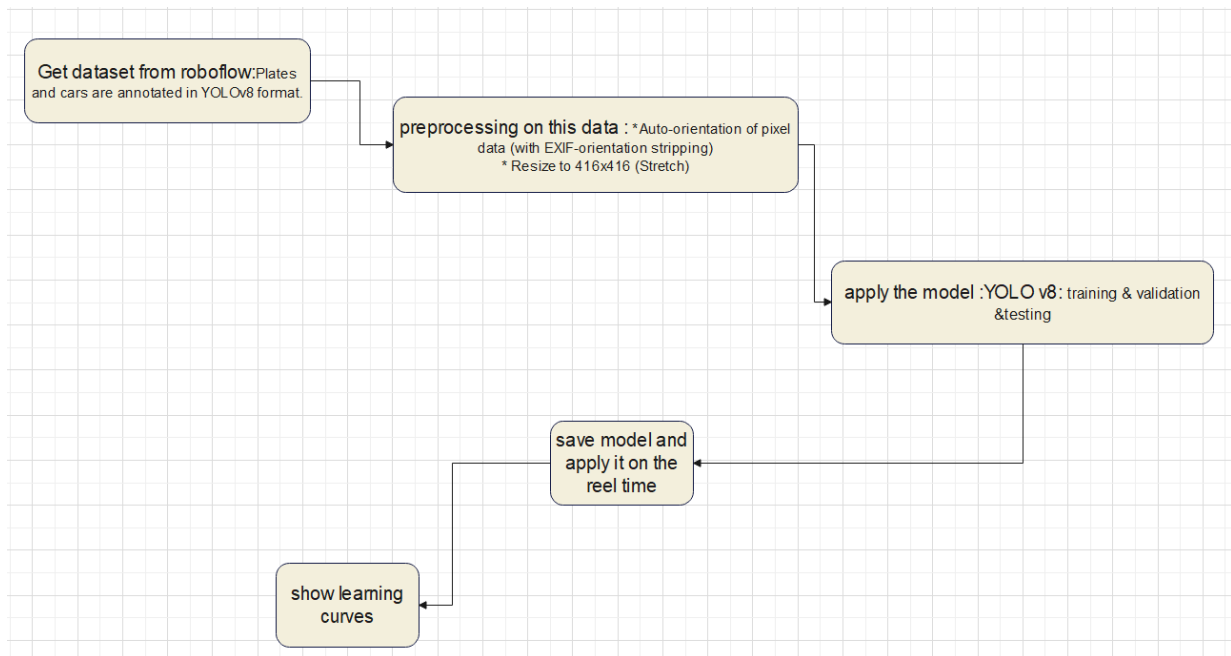 Get dataset from roboflow:Plates
and cars are annotated in YOLOv8 format.
preprocessing on this data : *Auto-orientation of pixel
data (with EXIF-orientation stripping)
* Resize to 416x416 (Stretch)
apply the model :YOLO v8: training & validation
&testing
save model and
apply it on the
reel time
show learning
curves